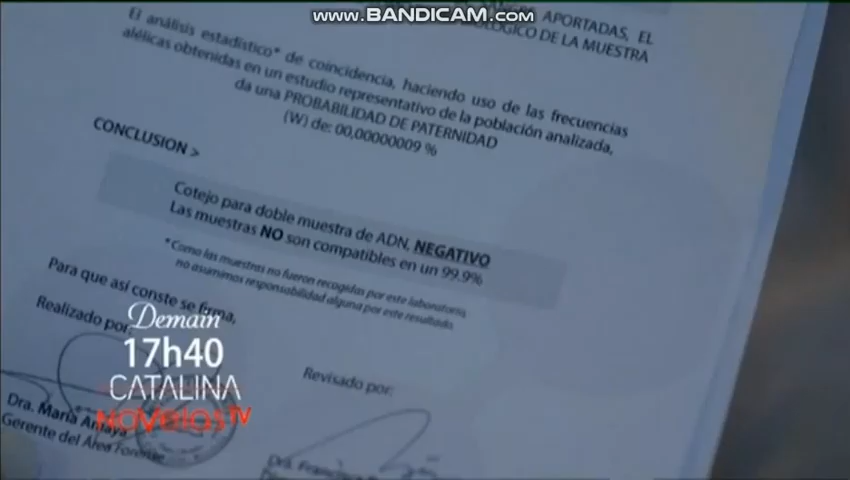 www.BANDICAM.com
APORTADAS, EL
DE LA MUESTRA
El análisis estadístico* de coincidencia, haciendo uso de las frecuencias
alélicas obtenidas en un estudio representativo de la población analizada,
da una PROBABILIDAD DE PATERNIDAD
(W) de: 00,00000009 %
CONCLUSION >
Cotejo para doble muestra de ADN, NEGATIVO
Las muestras NO son compatibles en un 99.9%
*Como las muestras no fueron recogidas por este laboratorio,
no asumimos responsabilidad alguna por este resultado.
Para que así conste se firma,
Realizado por:
Revisado por:
Dra. María Amaya
Gerente del Área Forense
Dra.
Demain
17h40
CATALINA
NOVELAS TV